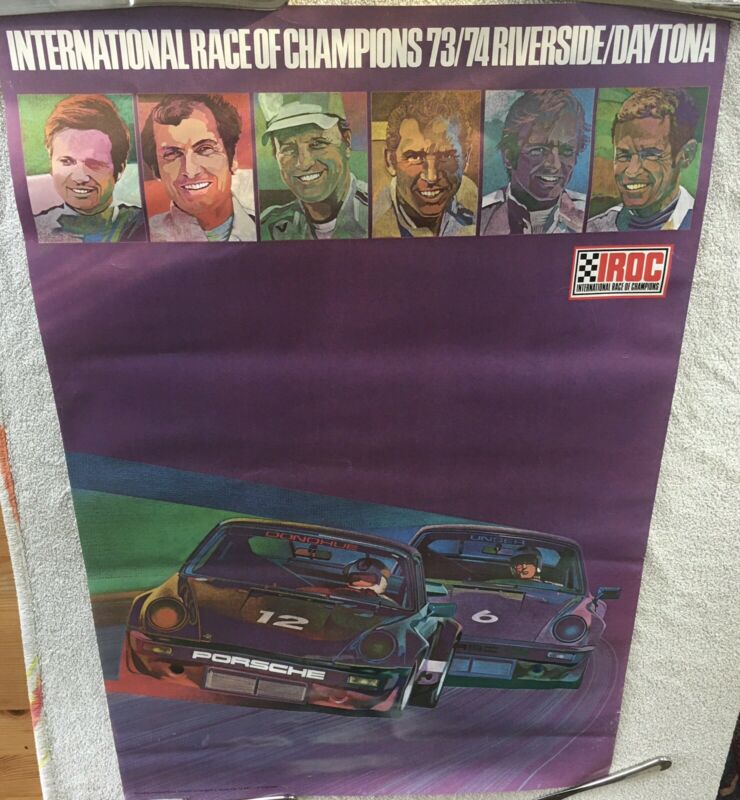 INTERNATIONAL RACE OF CHAMPIONS 73/74 RIVERSIDE/DAYTONA
IROC
INTERNATIONAL RACE OF CHAMPIONS
DONOHUE
UNSER
12
6
PORSCHE